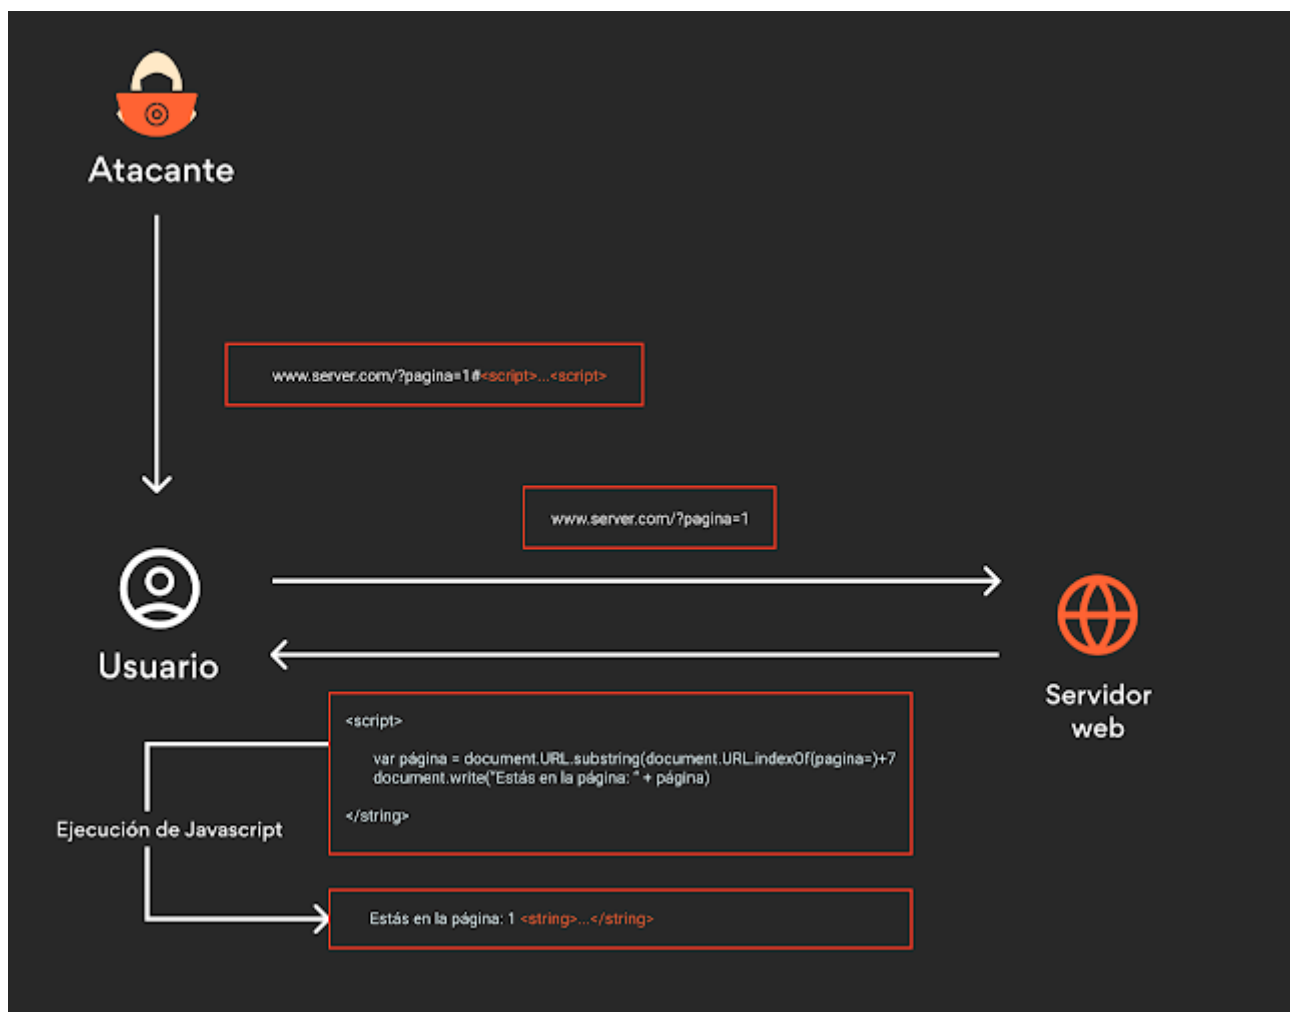 Atacante
www.server.com/?pagina=1#<script>...<script>
www.server.com/?pagina=1
Usuario
Servidor
web
<script>
var página = document.URL.substring(document.URL.indexOf(pagina=)+7
document.write("Estás en la página: " + página)
</string>
Ejecución de Javascript
Estás en la página: 1 <string>...</string>